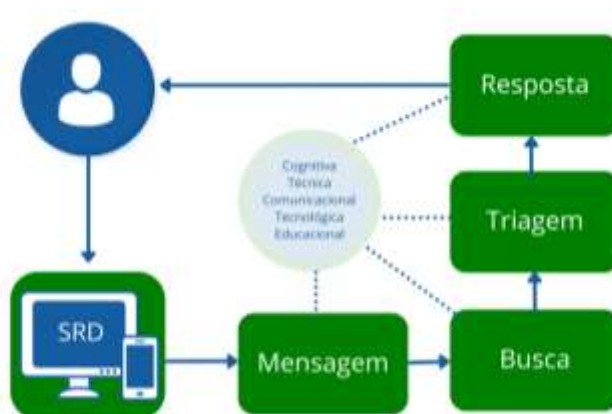 Resposta
Cognitiva
Técnica
Comunicacional
Tecnológica
Educacional
Triagem
SRD
Mensagem
Busca